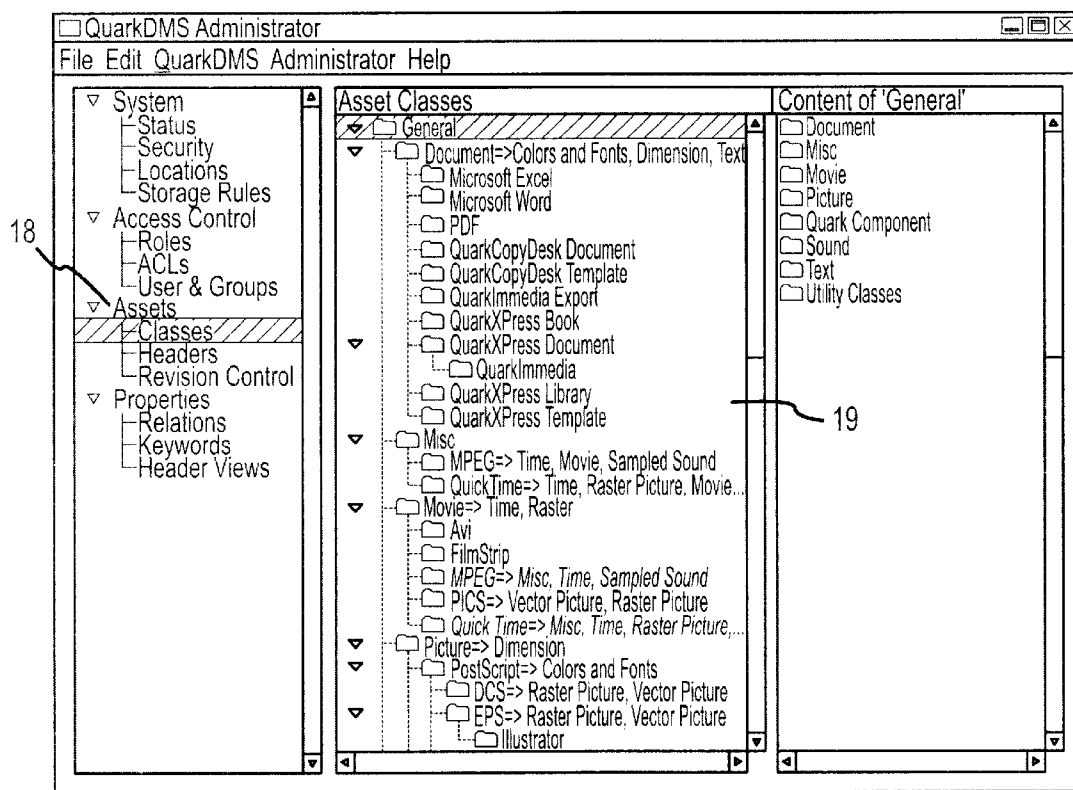 QuarkDMS Administrator
File Edit QuarkDMS Administrator Help
System
Status
Security
Locations
Storage Rules
Access Control
Roles
ACLs
User & Groups
18
Assets
Classes
Headers
Revision Control
Properties
Relations
Keywords
Header Views
Asset Classes
General
Document=>Colors and Fonts, Dimension, Text
Microsoft Excel
Microsoft Word
PDF
QuarkCopyDesk Document
QuarkCopyDesk Template
QuarkImmedia Export
QuarkXPress Book
QuarkXPress Document
QuarkImmedia
QuarkXPress Library
QuarkXPress Template
19
Misc
MPEG=> Time, Movie, Sampled Sound
QuickTime=> Time, Raster Picture, Movie...
Movie=> Time, Raster
Avi
FilmStrip
MPEG=> Misc, Time, Sampled Sound
PICS=> Vector Picture, Raster Picture
Quick Time=> Misc, Time, Raster Picture,...
Picture=> Dimension
PostScript=> Colors and Fonts
DCS=> Raster Picture, Vector Picture
EPS=> Raster Picture, Vector Picture
Illustrator
Content of 'General'
Document
Misc
Movie
Picture
Quark Component
Sound
Text
Utility Classes